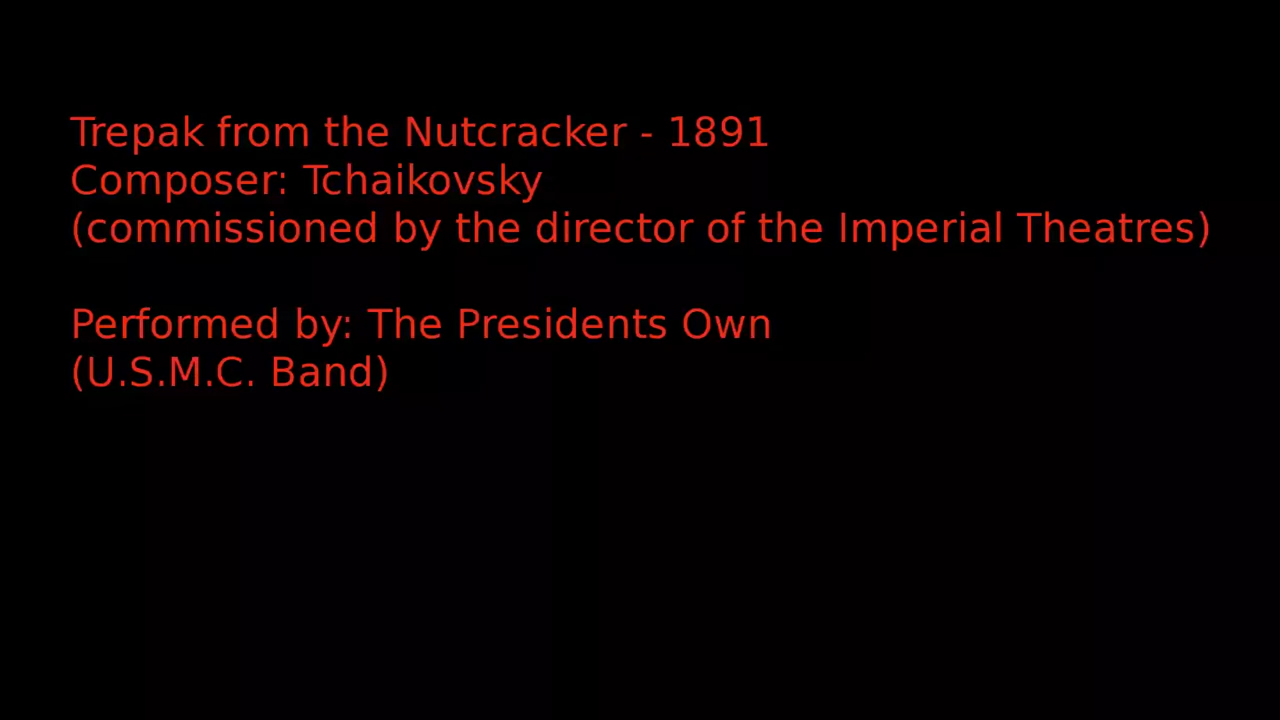 Trepak from the Nutcracker - 1891
Composer: Tchaikovsky
(commissioned by the director of the Imperial Theatres)
Performed by: The Presidents Own
(U.S.M.C. Band)